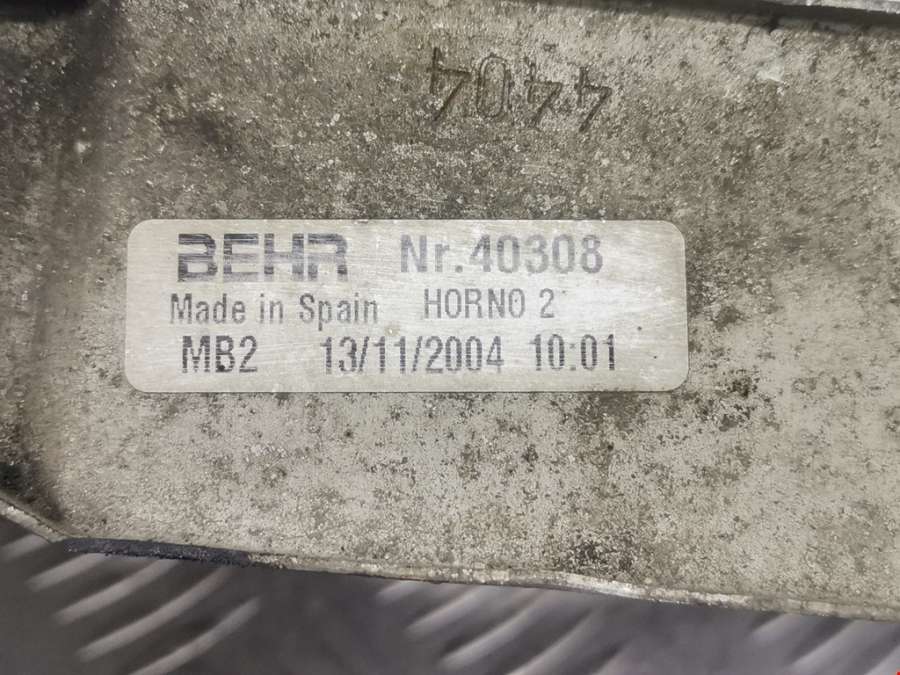 4404
BEHR Nr.40308
Made in Spain HORNO 2
MB2 13/11/2004 10:01